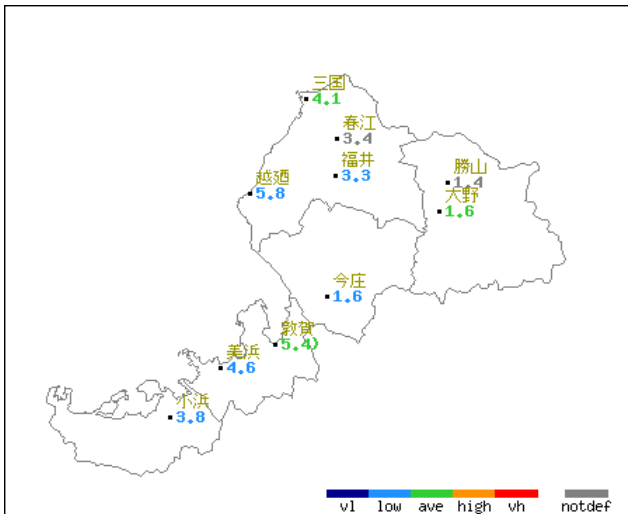 三国
4.1
春江
3.4
福井
3.3
越廼
5.8
勝山
1.4
大野
1.6
今庄
1.6
敦賀
5.4)
美浜
4.6
小浜
3.8
vl low ave high vh notdef